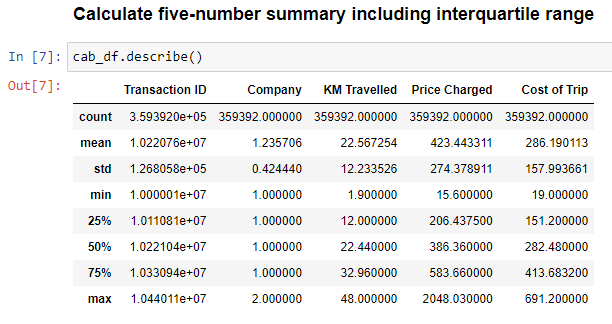 Calculate five-number summary including interquartile range
In [7]: cab_df.describe()
Out[7]:
Transaction ID Company KM Travelled Price Charged Cost of Trip
count 3.593920e+05 359392.000000 359392.000000 359392.000000 359392.000000
mean 1.022076e+07 1.235706 22.567254 423.443311 286.190113
std 1.268058e+05 0.424440 12.233526 274.378911 157.993661
min 1.000001e+07 1.000000 1.900000 15.600000 19.000000
25% 1.011081e+07 1.000000 12.000000 206.437500 151.200000
50% 1.022104e+07 1.000000 22.440000 386.360000 282.480000
75% 1.033094e+07 1.000000 32.960000 583.660000 413.683200
max 1.044011e+07 2.000000 48.000000 2048.030000 691.200000